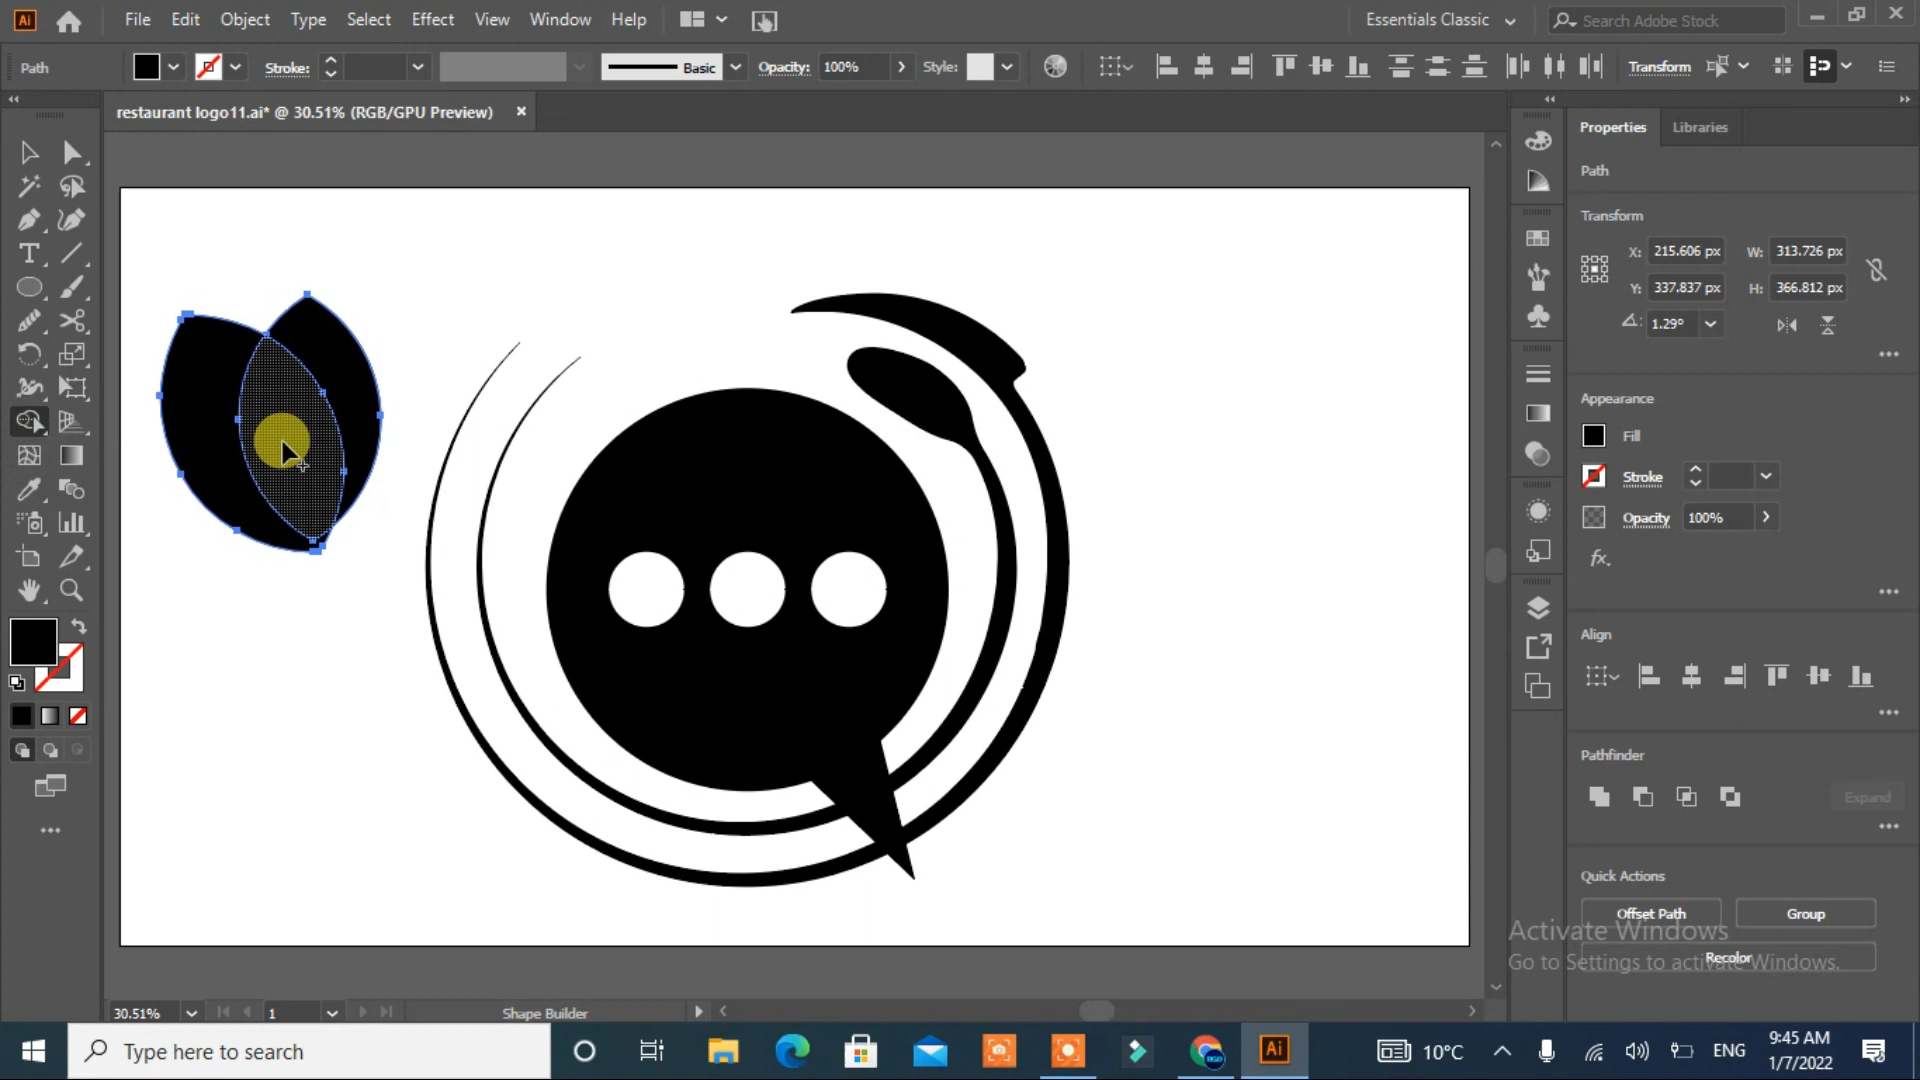 Ai File Edit Object Type Select Effect View Window Help Essentials Classic Search Adobe Stock
Path Stroke: Basic Opacity: 100% Style: Transform
restaurant logo11.ai* @ 30.51% (RGB/GPU Preview)
Properties Libraries
Path
Transform
X: 215.606 px W: 313.726 px
Y: 337.837 px H: 366.812 px
1.29°
Appearance
Fill
Stroke
Opacity 100%
fx.
Align
Pathfinder
Expand
Quick Actions
Offset Path Group
Recolor
Activate Windows
Go to Settings to activate Windows.
30.51% 1 Shape Builder
Type here to search
Ai
10°C
ENG
9:45 AM
1/7/2022